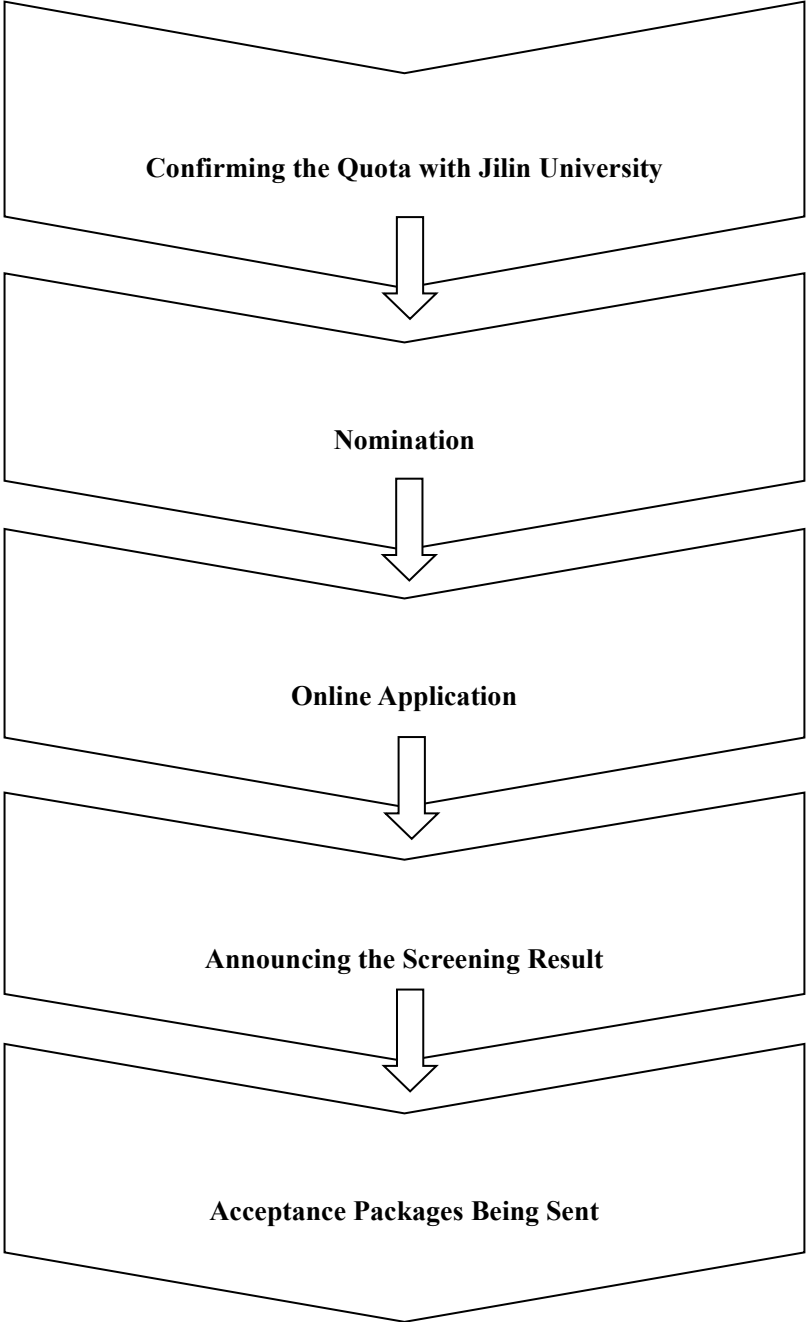 Confirming the Quota with Jilin University
Nomination
Online Application
Announcing the Screening Result
Acceptance Packages Being Sent